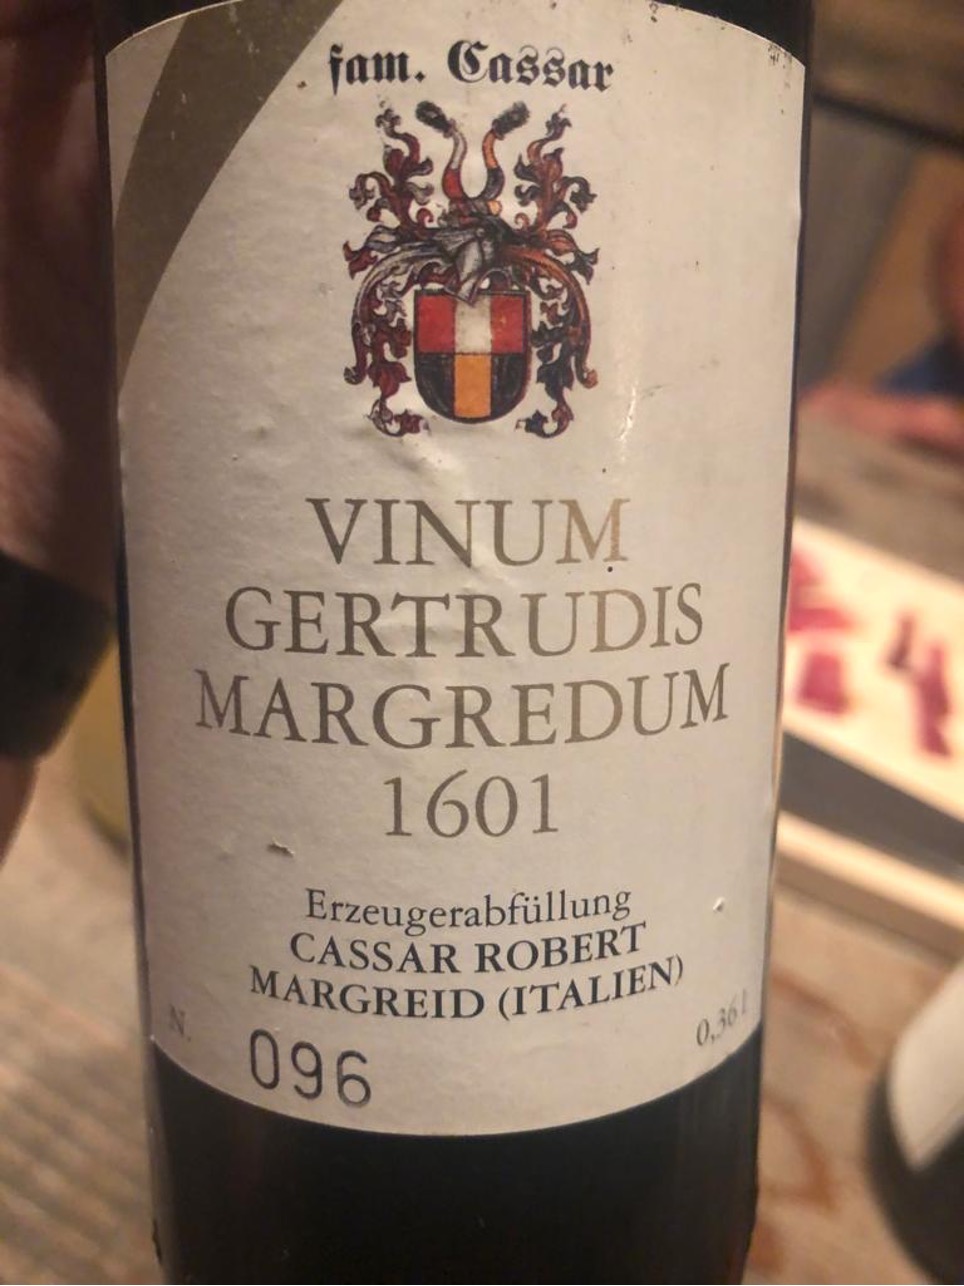 fam. Cassar
VINUM
GERTRUDIS
MARGREDUM
1601
Erzeugerabfüllung
CASSAR ROBERT
MARGREID (ITALIEN)
N.
096
0,36 l